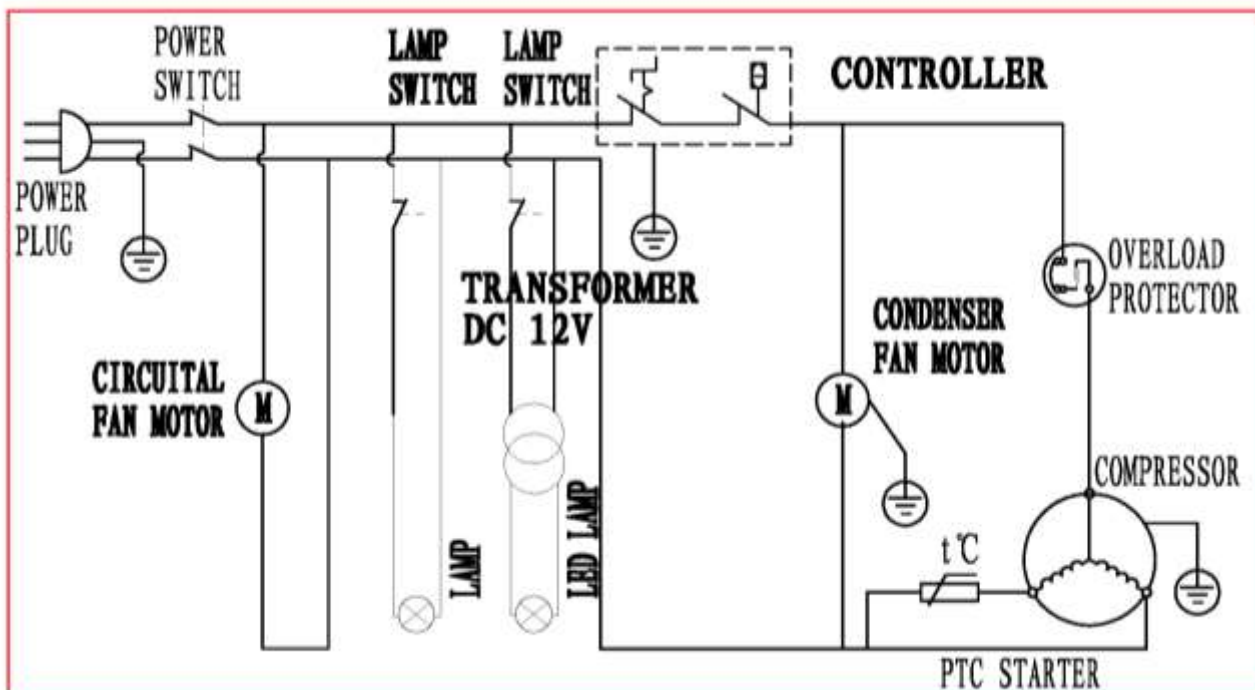 POWER
SWITCH
LAMP
SWITCH
LAMP
SWITCH
CONTROLLER
POWER
PLUG
OVERLOAD
PROTECTOR
TRANSFORMER
DC 12V
CONDENSER
FAN MOTOR
CIRCUITAL
FAN MOTOR
M
M
COMPRESSOR
LAMP
LED LAMP
t℃
PTC STARTER